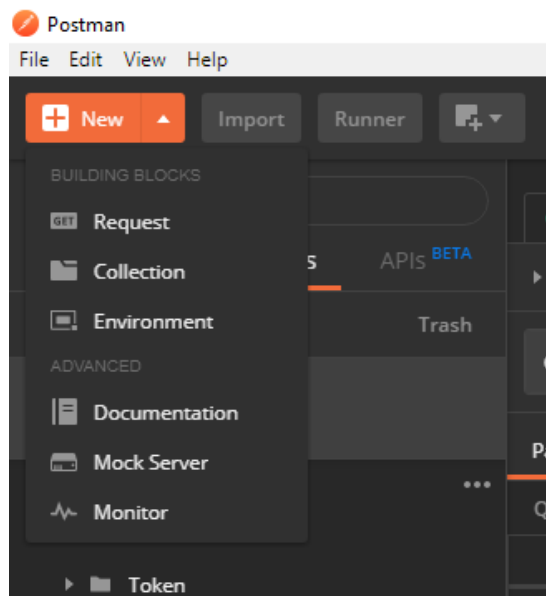 Postman
File Edit View Help
New Import Runner
BUILDING BLOCKS
GET Request
Collection
s APIs BETA
Environment
Trash
ADVANCED
Documentation
Mock Server
Monitor
Token